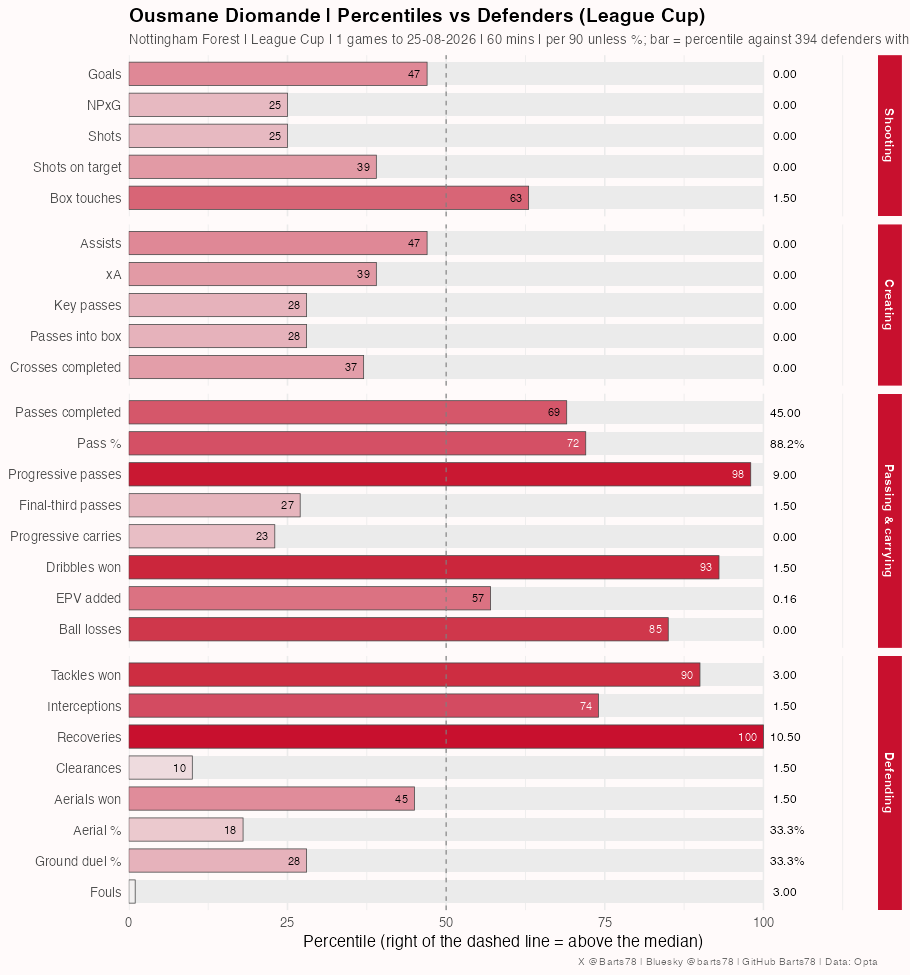 Ousmane Diomande | Percentiles vs Defenders (League Cup)
Nottingham Forest | League Cup | 1 games to 25-08-2026 | 60 mins | per 90 unless %; bar = percentile against 394 defenders with
Goals 47 0.00
NPxG 25 0.00
Shots 25 0.00
Shots on target 39 0.00
Box touches 63 1.50
Shooting
Assists 47 0.00
xA 39 0.00
Key passes 28 0.00
Passes into box 28 0.00
Crosses completed 37 0.00
Creating
Passes completed 69 45.00
Pass % 72 88.2%
Progressive passes 98 9.00
Final-third passes 27 1.50
Progressive carries 23 0.00
Dribbles won 93 1.50
EPV added 57 0.16
Ball losses 85 0.00
Passing & carrying
Tackles won 90 3.00
Interceptions 74 1.50
Recoveries 100 10.50
Clearances 10 1.50
Aerials won 45 1.50
Aerial % 18 33.3%
Ground duel % 28 33.3%
Fouls 3.00
Defending
0 25 50 75 100
Percentile (right of the dashed line = above the median)
X @Barts78 | Bluesky @barts78 | GitHub Barts78 | Data: Opta